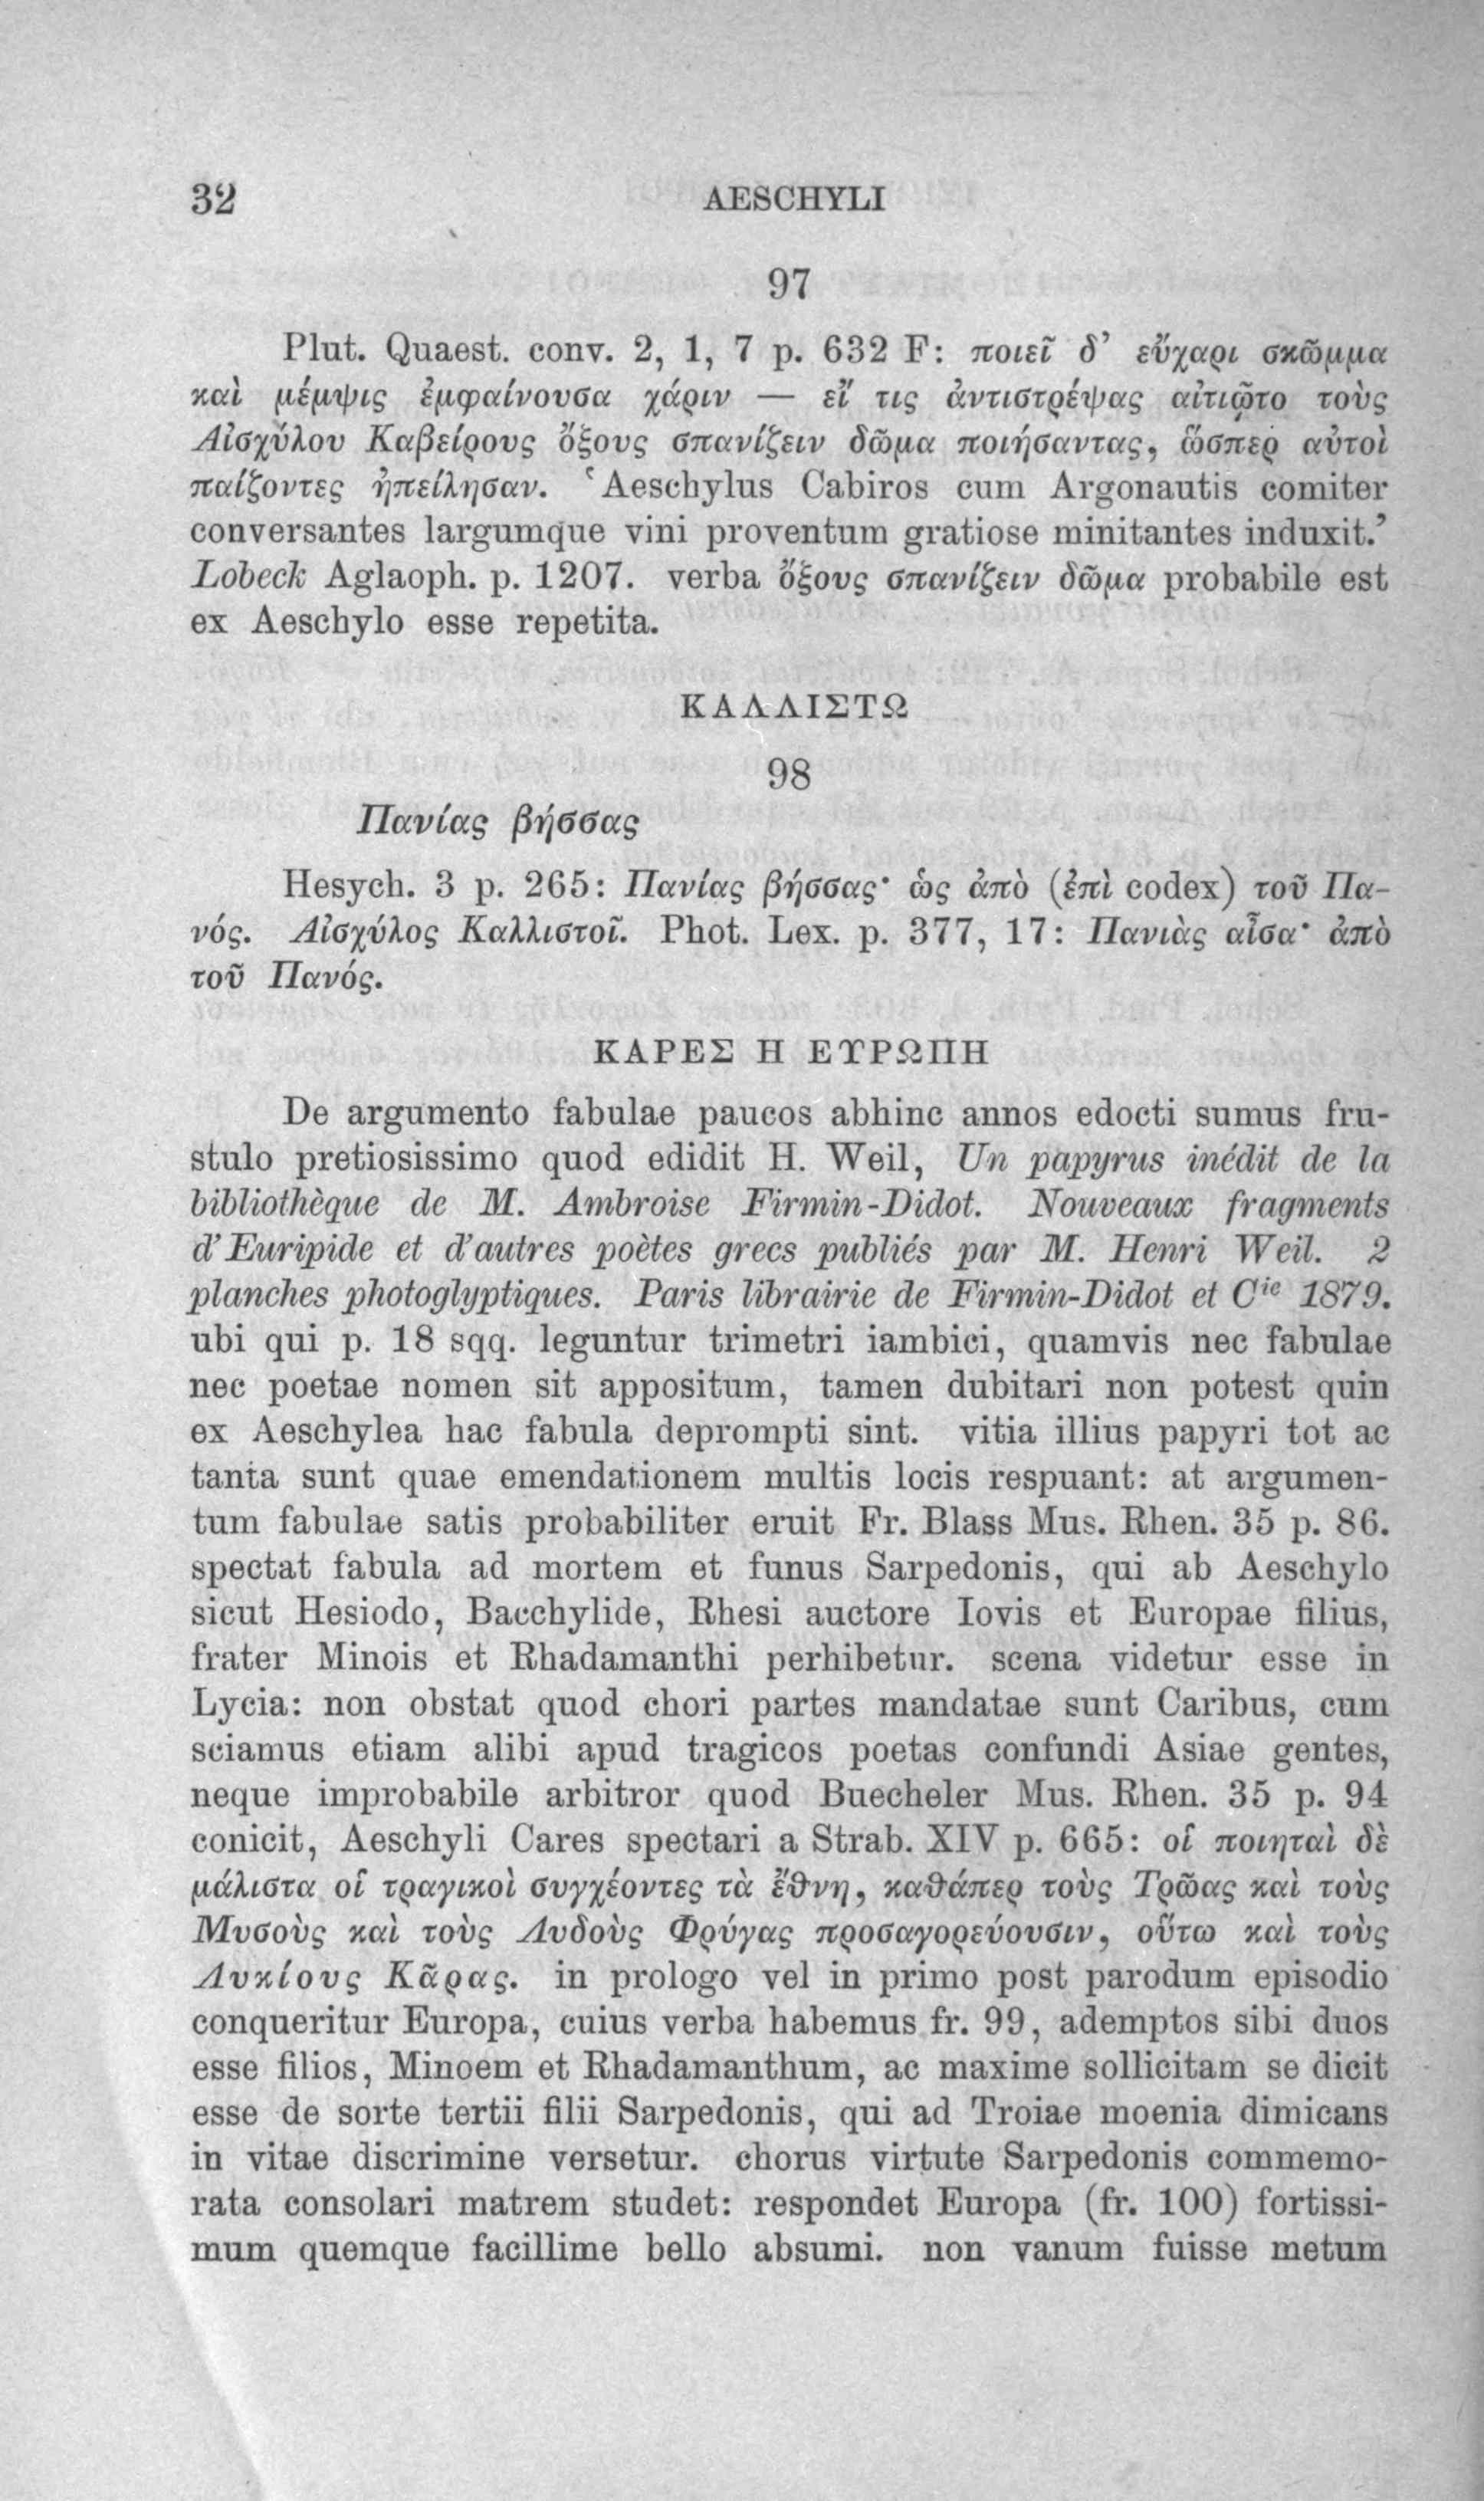 32 AESCHYLI
97
Plut. Quaest. conv. 2, 1, 7 p. 632 F: ποιεῖ δ’ εὔχαρι σκῶμμα
καὶ μέμψις ἐμφαίνουσα χάριν — εἴ τις ἀντιστρέψας αἰτιῷτο τοὺς
Αἰσχύλου Καβείρους ὄξους σπανίζειν δῶμα ποιήσαντας, ὥσπερ αὐτοὶ
παίζοντες ἠπείλησαν. ‘Aeschylus Cabiros cum Argonautis comiter
conversantes largumque vini proventum gratiose minitantes induxit.’
Lobeck Aglaoph. p. 1207. verba ὄξους σπανίζειν δῶμα probabile est
ex Aeschylo esse repetita.
ΚΑΛΛΙΣΤΩ
98
Πανίας βήσσας
Hesych. 3 p. 265: Πανίας βήσσας· ὡς ἀπὸ (ἐπὶ codex) τοῦ Πα-
νός. Αἰσχύλος Καλλιστοῖ. Phot. Lex. p. 377, 17: Πανιὰς αἶσα· ἀπὸ
τοῦ Πανός.
ΚΑΡΕΣ Η ΕΥΡΩΠΗ
De argumento fabulae paucos abhinc annos edocti sumus fru-
stulo pretiosissimo quod edidit H. Weil, Un papyrus inédit de la
bibliothèque de M. Ambroise Firmin-Didot. Nouveaux fragments
d’Euripide et d’autres poètes grecs publiés par M. Henri Weil. 2
planches photoglyptiques. Paris librairie de Firmin-Didot et Cie 1879.
ubi qui p. 18 sqq. leguntur trimetri iambici, quamvis nec fabulae
nec poetae nomen sit appositum, tamen dubitari non potest quin
ex Aeschylea hac fabula deprompti sint. vitia illius papyri tot ac
tanta sunt quae emendationem multis locis respuant: at argumen-
tum fabulae satis probabiliter eruit Fr. Blass Mus. Rhen. 35 p. 86.
spectat fabula ad mortem et funus Sarpedonis, qui ab Aeschylo
sicut Hesiodo, Bacchylide, Rhesi auctore Iovis et Europae filius,
frater Minois et Rhadamanthi perhibetur. scena videtur esse in
Lycia: non obstat quod chori partes mandatae sunt Caribus, cum
sciamus etiam alibi apud tragicos poetas confundi Asiae gentes,
neque improbabile arbitror quod Buecheler Mus. Rhen. 35 p. 94
conicit, Aeschyli Cares spectari a Strab. XIV p. 665: οἱ ποιηταὶ δὲ
μάλιστα οἱ τραγικοὶ συγχέοντες τὰ ἔθνη, καθάπερ τοὺς Τρῶας καὶ τοὺς
Μυσοὺς καὶ τοὺς Λυδοὺς Φρύγας προσαγορεύουσιν, οὕτω καὶ τοὺς
Λυκίους Κᾶρας. in prologo vel in primo post parodum episodio
conqueritur Europa, cuius verba habemus fr. 99, ademptos sibi duos
esse filios, Minoem et Rhadamanthum, ac maxime sollicitam se dicit
esse de sorte tertii filii Sarpedonis, qui ad Troiae moenia dimicans
in vitae discrimine versetur. chorus virtute Sarpedonis commemo-
rata consolari matrem studet: respondet Europa (fr. 100) fortissi-
mum quemque facillime bello absumi. non vanum fuisse metum